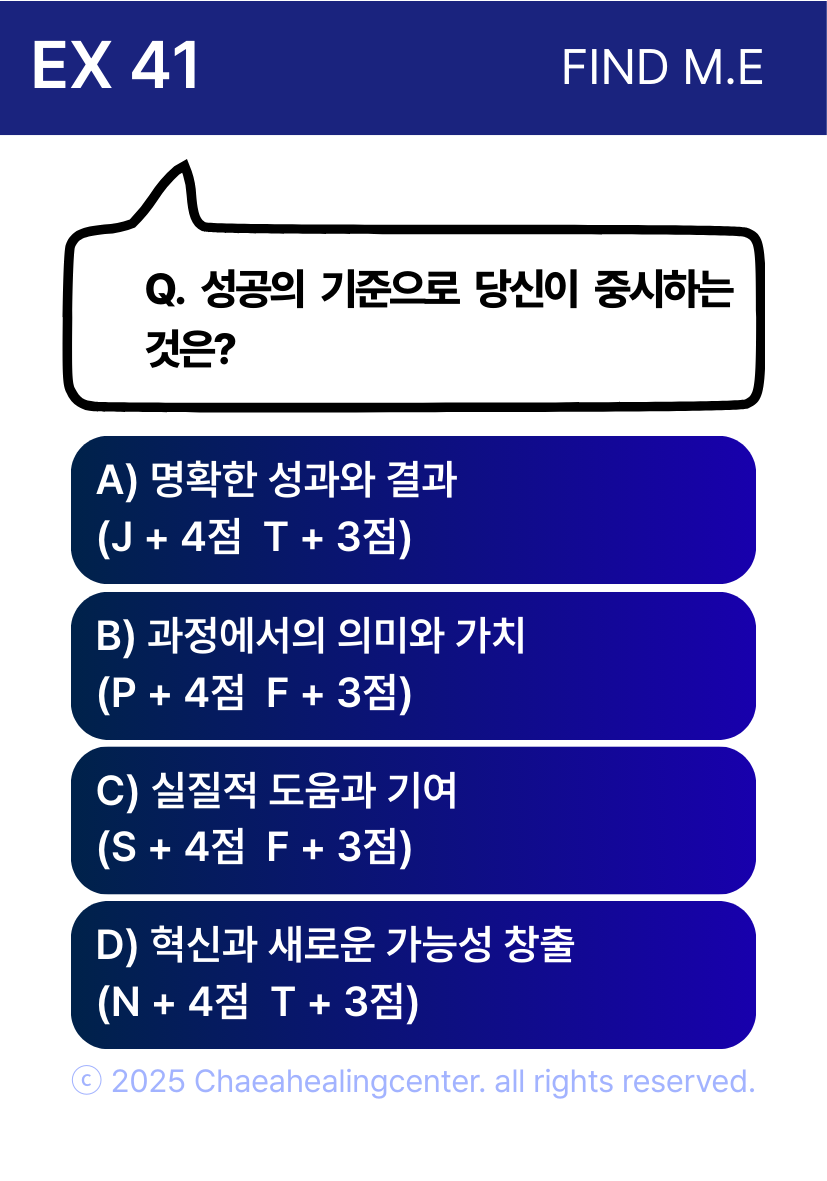 EX 41
FIND M.E
Q. 성공의 기준으로 당신이 중시하는
것은?
A) 명확한 성과와 결과
(J + 4점 T + 3점)
B) 과정에서의 의미와 가치
(P + 4점 F + 3점)
C) 실질적 도움과 기여
(S + 4점 F + 3점)
D) 혁신과 새로운 가능성 창출
(N + 4점 T + 3점)
ⓒ 2025 Chaeahealingcenter. all rights reserved.